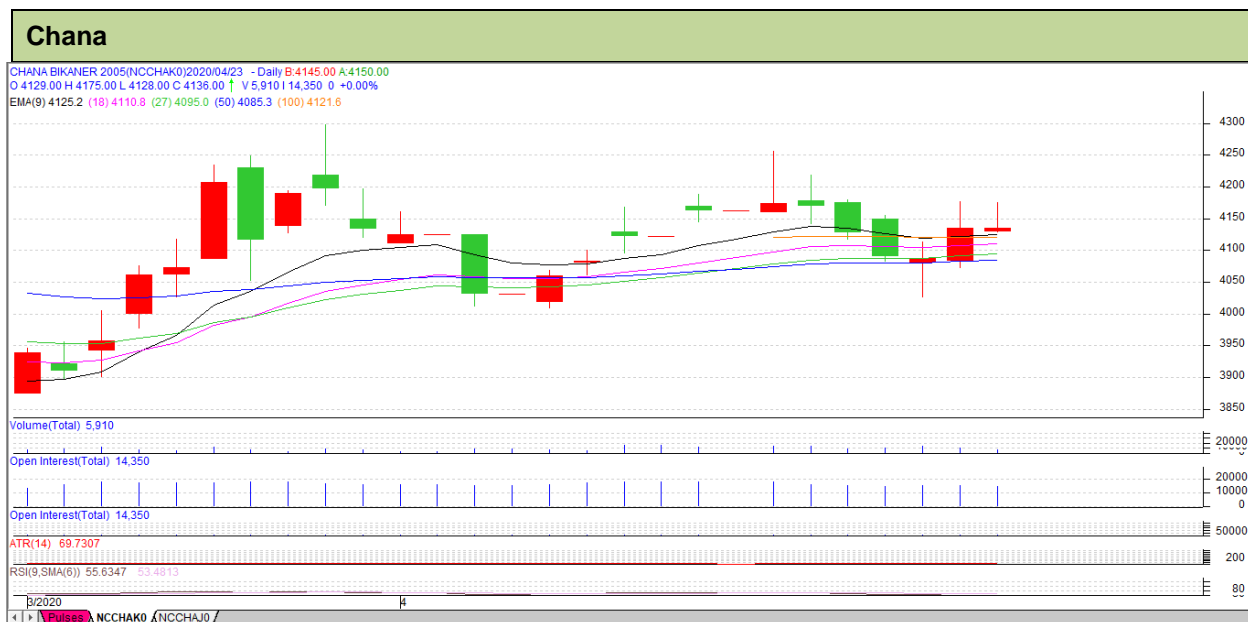 Chana
CHANA BIKANER 2005(NCCHAK0)2020/04/23 - Daily B:4145.00 A:4150.00
O 4129.00 H 4175.00 L 4128.00 C 4136.00 ↑ V 5,910 I 14,350 0 +0.00%
EMA(9) 4125.2 (18) 4110.8 (27) 4095.0 (50) 4085.3 (100) 4121.6
4300
4250
4200
4150
4100
4050
4000
3950
3900
3850
Volume(Total) 5,910
20000
Open Interest(Total) 14,350
20000
10000
0
Open Interest(Total) 14,350
50000
ATR(14) 69.7307
200
RSI(9,SMA(6)) 55.6347 53.4813
80
3/2020
4
Pulses NCCHAK0 NCCHAJ0